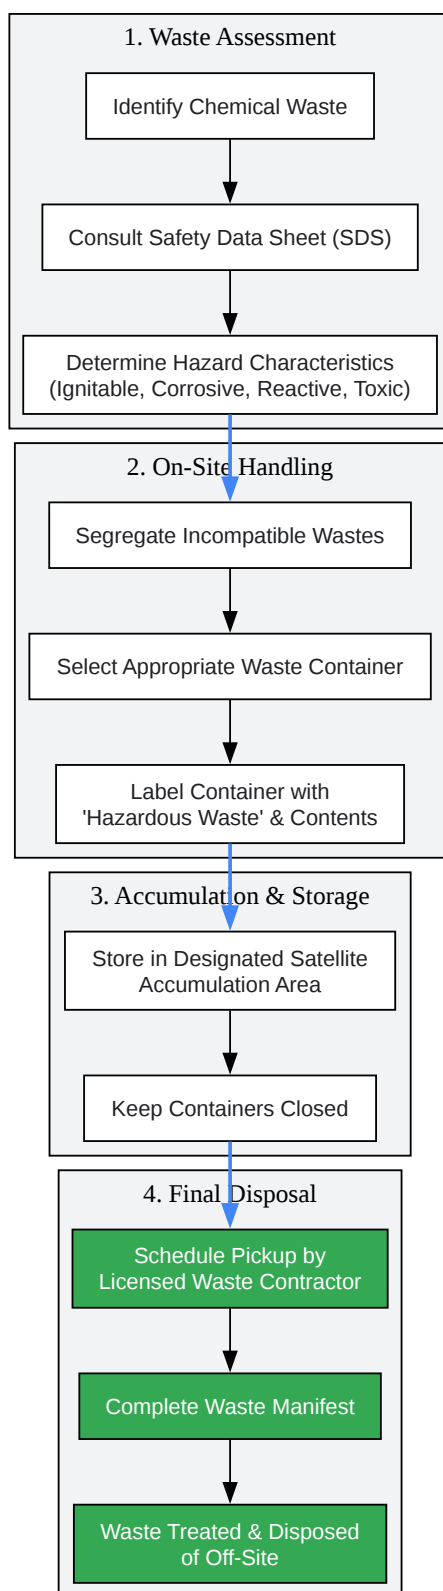 1. Waste Assessment
Identify Chemical Waste
Consult Safety Data Sheet (SDS)
Determine Hazard Characteristics
(Ignitable, Corrosive, Reactive, Toxic)
2. On-Site Handling
Segregate Incompatible Wastes
Select Appropriate Waste Container
Label Container with
'Hazardous Waste' & Contents
3. Accumulation & Storage
Store in Designated Satellite
Accumulation Area
Keep Containers Closed
4. Final Disposal
Schedule Pickup by
Licensed Waste Contractor
Complete Waste Manifest
Waste Treated & Disposed
of Off-Site